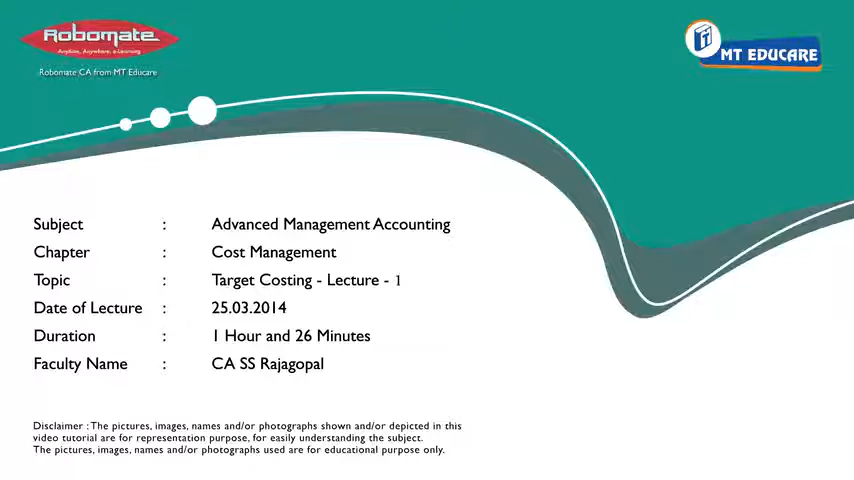 Robomate
Anytime, Anywhere, e-Learning
Robomate CA from MT Educare
MT EDUCARE
Subject : Advanced Management Accounting
Chapter : Cost Management
Topic : Target Costing - Lecture - 1
Date of Lecture : 25.03.2014
Duration : 1 Hour and 26 Minutes
Faculty Name : CA SS Rajagopal
Disclaimer : The pictures, images, names and/or photographs shown and/or depicted in this
video tutorial are for representation purpose, for easily understanding the subject.
The pictures, images, names and/or photographs used are for educational purpose only.